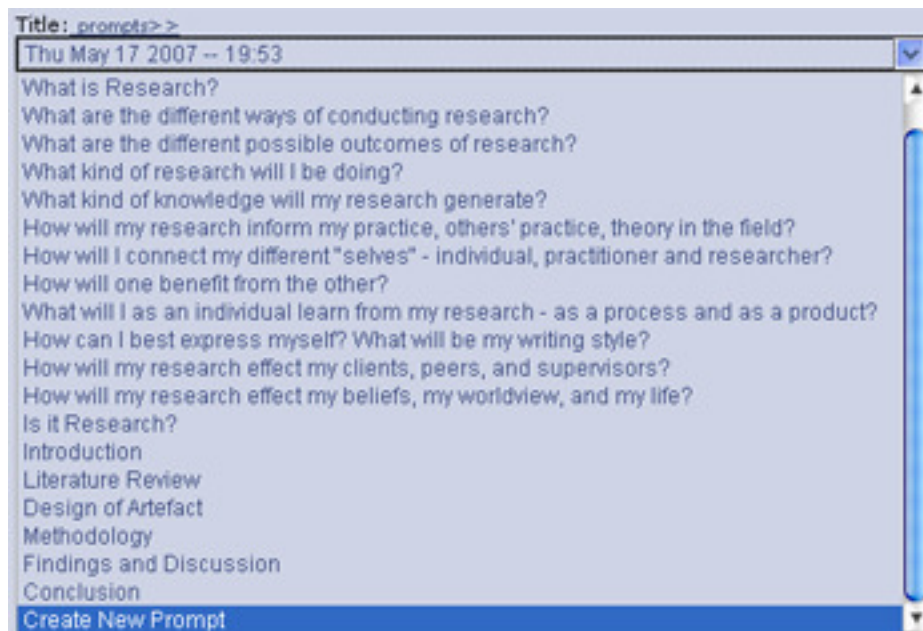 Title: prompts>>
Thu May 17 2007 -- 19:53
What is Research?
What are the different ways of conducting research?
What are the different possible outcomes of research?
What kind of research will I be doing?
What kind of knowledge will my research generate?
How will my research inform my practice, others' practice, theory in the field?
How will I connect my different "selves" - individual, practitioner and researcher?
How will one benefit from the other?
What will I as an individual learn from my research - as a process and as a product?
How can I best express myself? What will be my writing style?
How will my research effect my clients, peers, and supervisors?
How will my research effect my beliefs, my worldview, and my life?
Is it Research?
Introduction
Literature Review
Design of Artefact
Methodology
Findings and Discussion
Conclusion
Create New Prompt